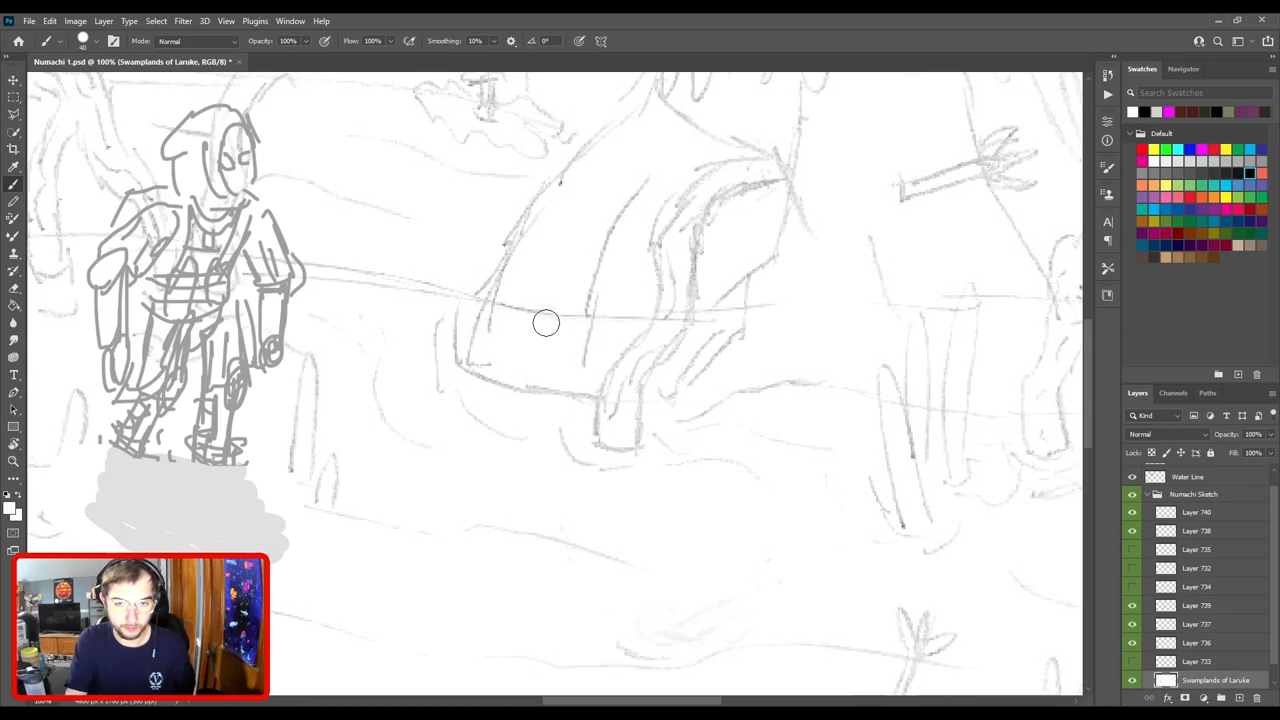 Ps File Edit Image Layer Type Select Filter 3D View Plugins Window Help
40 Mode: Normal Opacity: 100% Flow: 100% Smoothing: 10% 0°
Numachi 1.psd @ 100% (Swamplands of Laruke, RGB/8) *
Swatches Navigator
Search Swatches
Default
Layers Channels Paths
Kind
Normal Opacity: 100%
Lock: Fill: 100%
Water Line
Numachi Sketch
Layer 740
Layer 738
Layer 735
Layer 732
Layer 734
Layer 739
Layer 737
Layer 736
Layer 733
Swamplands of Laruke